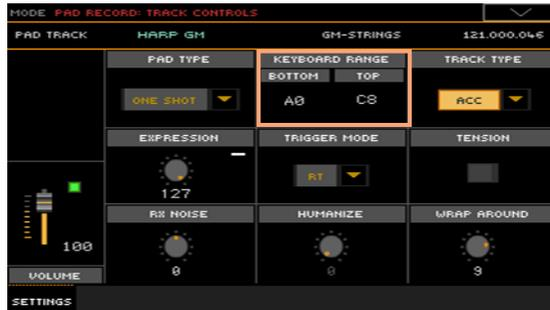 MODE PAD RECORD: TRACK CONTROLS
PAD TRACK HARP GM GM-STRINGS 121.000.046
PAD TYPE KEYBOARD RANGE TRACK TYPE
BOTTOM TOP
ONE SHOT A0 C8 ACC
EXPRESSION TRIGGER MODE TENSION
RT
127
RX NOISE HUMANIZE WRAP AROUND
100
0 0 9
VOLUME
SETTINGS